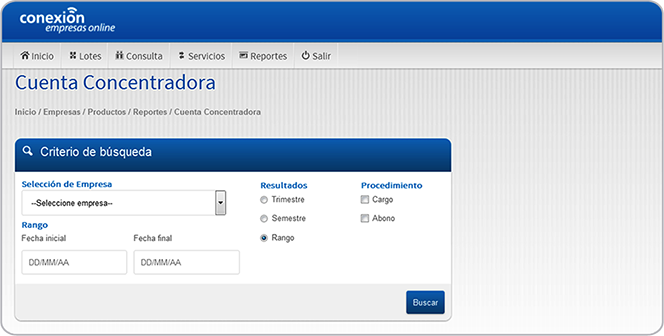 conexión
empresas online
Inicio Lotes Consulta Servicios Reportes Salir
Cuenta Concentradora
Inicio / Empresas / Productos / Reportes / Cuenta Concentradora
Criterio de búsqueda
Selección de Empresa Resultados Procedimiento
--Seleccione empresa-- Trimestre Cargo
Semestre Abono
Rango
Fecha inicial Fecha final Rango
DD/MM/AA DD/MM/AA
Buscar